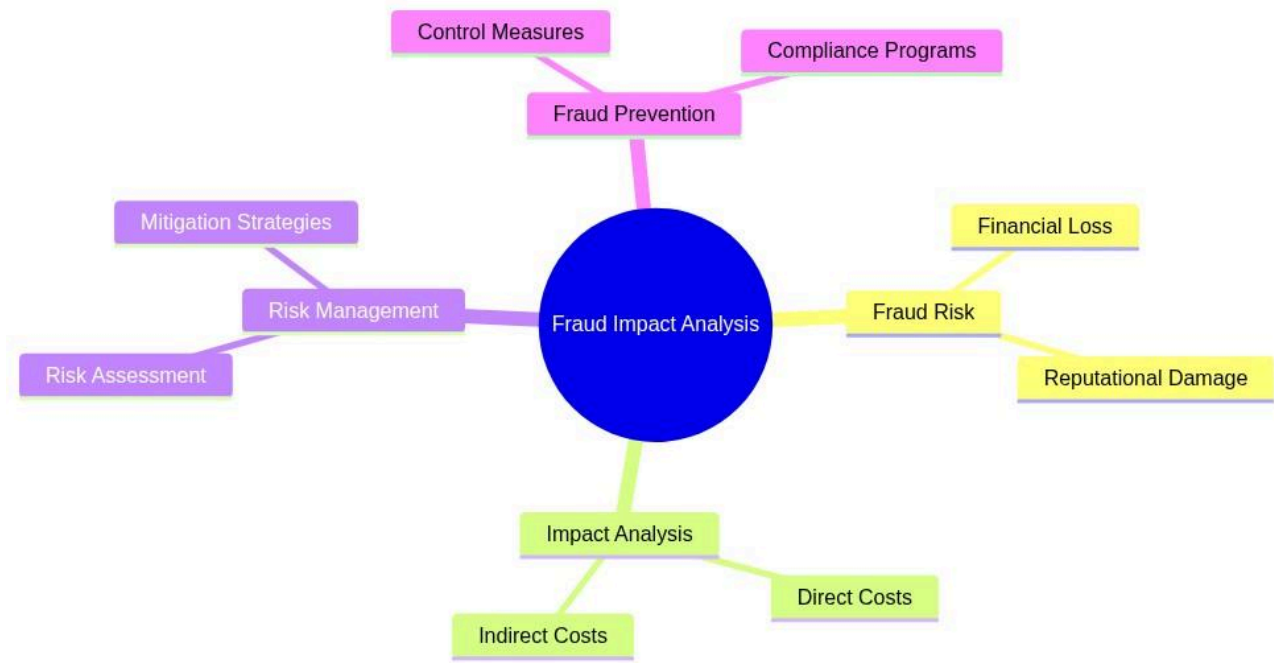 Control Measures
Compliance Programs
Fraud Prevention
Mitigation Strategies
Financial Loss
Risk Management
Fraud Impact Analysis
Fraud Risk
Risk Assessment
Reputational Damage
Impact Analysis
Direct Costs
Indirect Costs